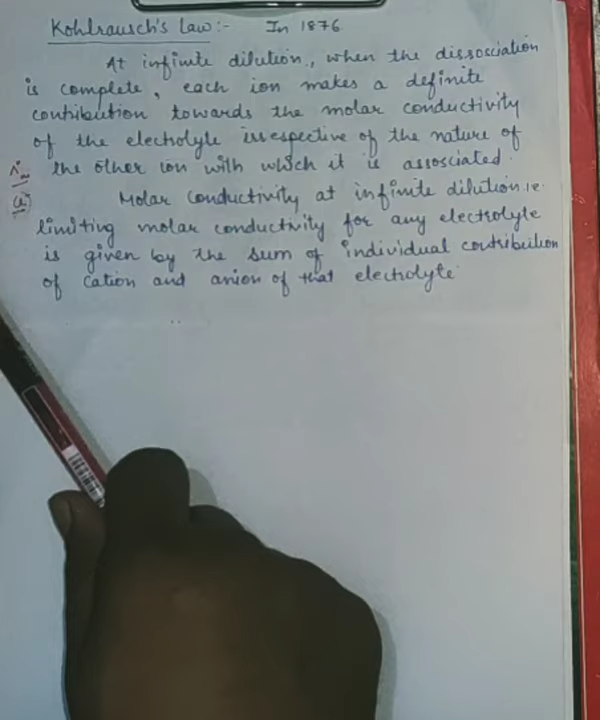 Kohlrausch's Law:- In 1876
At infinite dilution, when the dissosciation
is complete, each ion makes a definite
contribution towards the molar conductivity
of the electrolyte irrespective of the nature of
the other ion with which it is assosciated.
Molar conductivity at infinite dilution i.e.
limiting molar conductivity for any electrolyte
is given by the sum of individual contribution
of cation and anion of that electrolyte